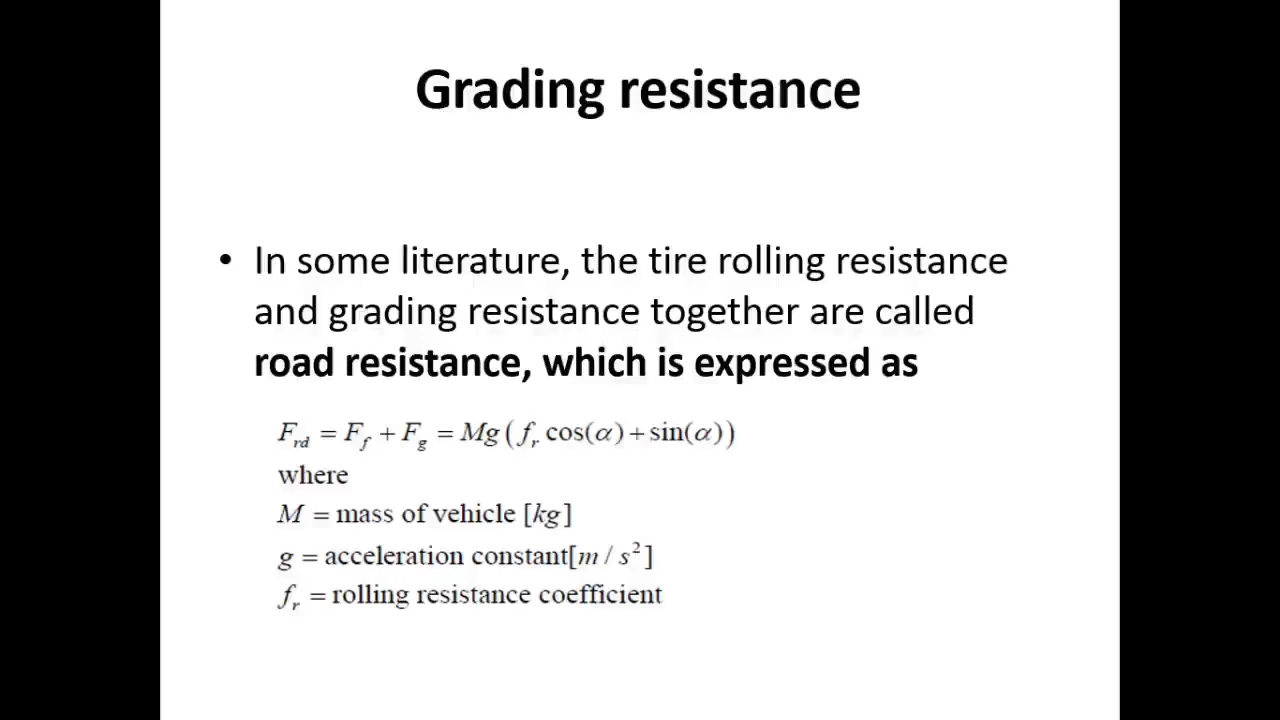 Grading resistance
• In some literature, the tire rolling resistance
and grading resistance together are called
road resistance, which is expressed as
F_rd = F_f + F_g = Mg(f_r cos(α)+sin(α))
where
M = mass of vehicle [kg]
g = acceleration constant[m / s²]
f_r = rolling resistance coefficient